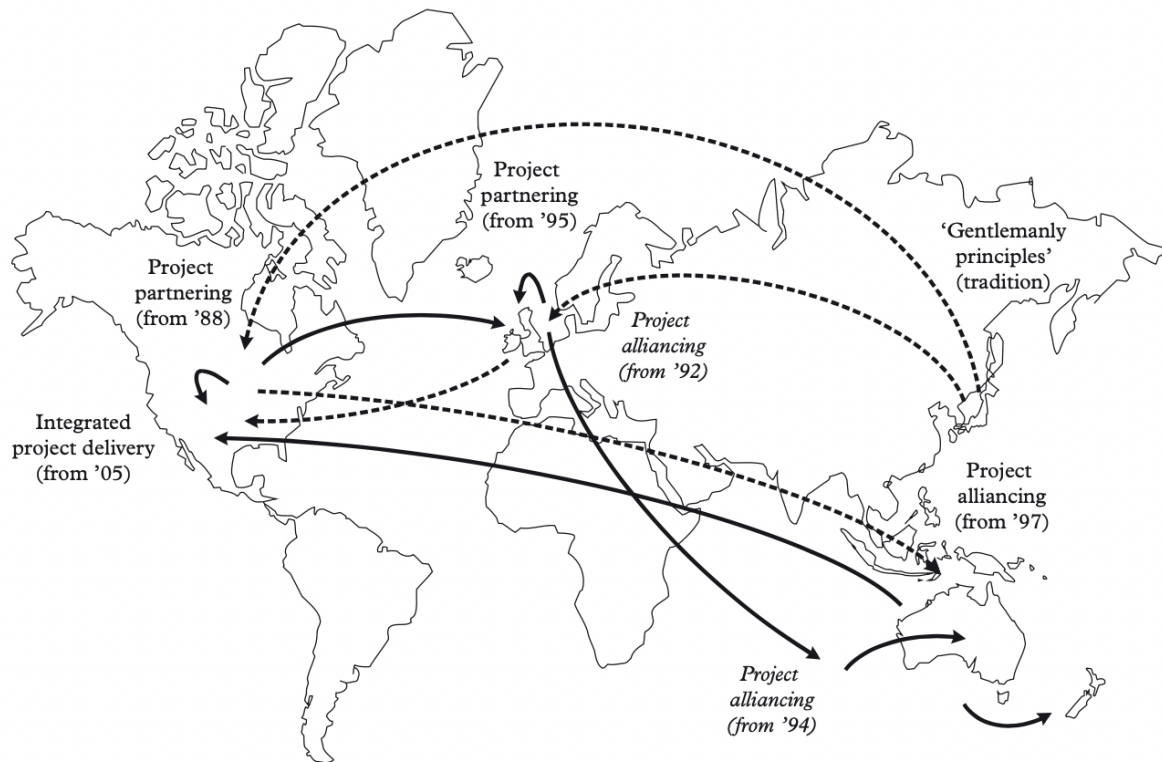 Project
partnering
(from ’95)
‘Gentlemanly
principles’
(tradition)
Project
partnering
(from ’88)
Project
alliancing
(from ’92)
Integrated
project delivery
(from ’05)
Project
alliancing
(from ’97)
Project
alliancing
(from ’94)